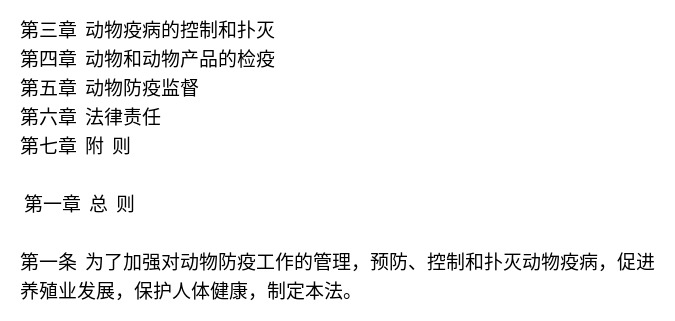 第三章 动物疫病的控制和扑灭
第四章 动物和动物产品的检疫
第五章 动物防疫监督
第六章 法律责任
第七章 附 则
第一章 总 则
第一条 为了加强对动物防疫工作的管理，预防、控制和扑灭动物疫病，促进
养殖业发展，保护人体健康，制定本法。